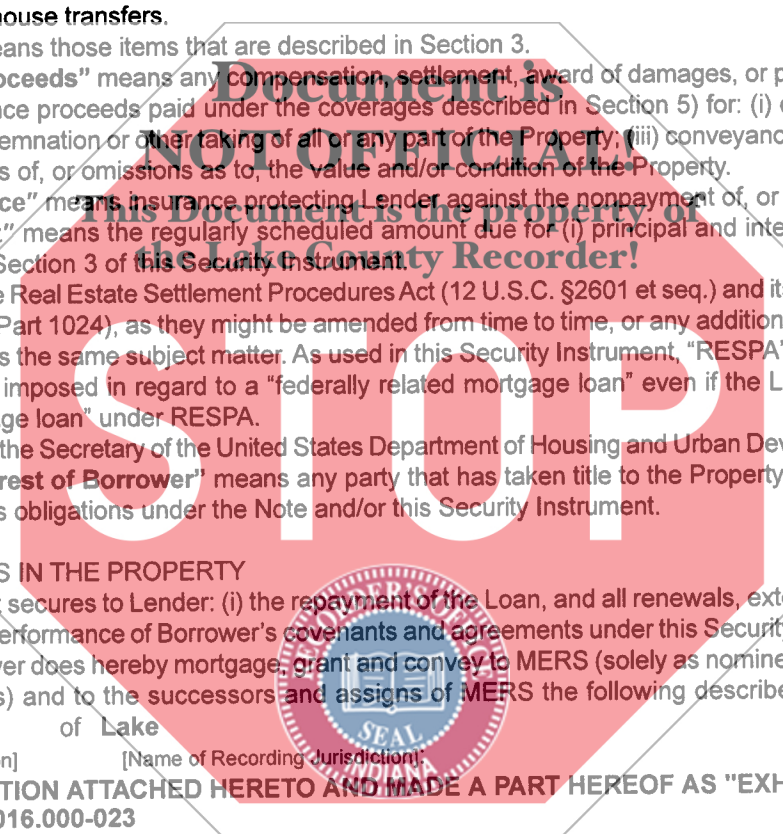 ouse transfers.
eans those items that are described in Section 3.
oceeds” means any compensation, settlement, award of damages, or p
Document is
nce proceeds paid under the coverages described in Section 5) for: (i)
emnation or other taking of all or any part of the Property; (iii) conveyanc
NOT OFFICIAL!
s of, or omissions as to, the value and/or condition of the Property.
ce” means insurance protecting Lender against the nonpayment of, or
This Document is the property of
” means the regularly scheduled amount due for (i) principal and inte
Section 3 of this Security Instrument.
the Lake County Recorder!
e Real Estate Settlement Procedures Act (12 U.S.C. §2601 et seq.) and it
Part 1024), as they might be amended from time to time, or any addition
s the same subject matter. As used in this Security Instrument, “RESPA”
imposed in regard to a “federally related mortgage loan” even if the L
ge loan” under RESPA.
STOP
the Secretary of the United States Department of Housing and Urban Dev
rest of Borrower” means any party that has taken title to the Property
s obligations under the Note and/or this Security Instrument.
S IN THE PROPERTY
t secures to Lender: (i) the repayment of the Loan, and all renewals, ext
erformance of Borrower’s covenants and agreements under this Securit
wer does hereby mortgage, grant and convey to MERS (solely as nomine
s) and to the successors and assigns of MERS the following describe
RECORDER'S OFFICE
SEAL
INDIANA
of Lake
on] [Name of Recording Jurisdiction]:
TION ATTACHED HERETO AND MADE A PART HEREOF AS "EXH
016.000-023